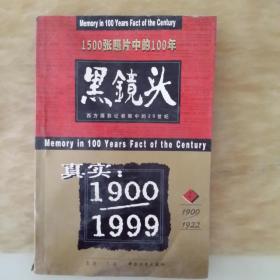 Memory in 100 Years Fact of the Century
1500张照片中的100年
黑鏡头
西方摄影记者眼中的20世纪
Memory in 100 Years Fact of the Century
真实:
1900
1999
1900
1922